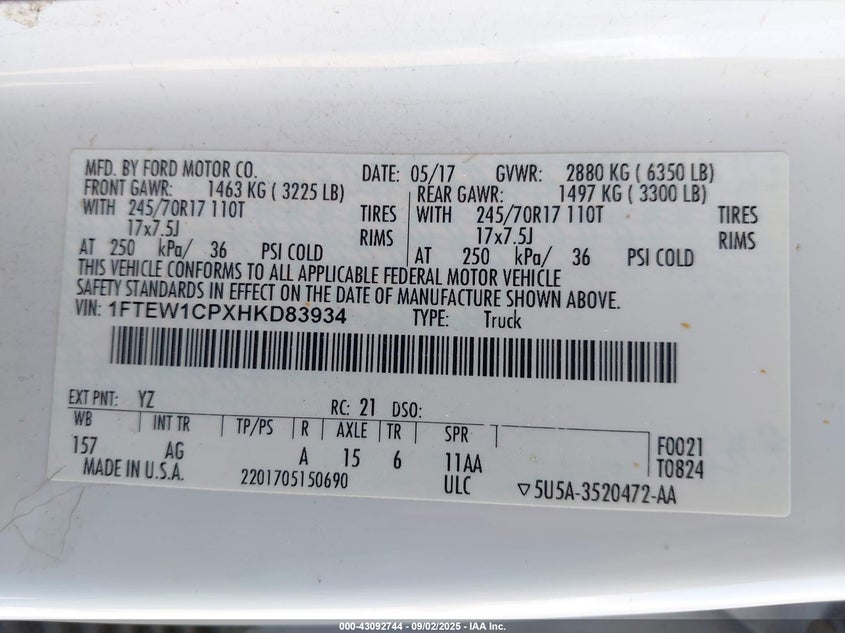 MFD. BY FORD MOTOR CO. DATE: 05/17 GVWR: 2880 KG ( 6350 LB)
FRONT GAWR: 1463 KG ( 3225 LB) REAR GAWR: 1497 KG ( 3300 LB)
WITH 245/70R17 110T TIRES WITH 245/70R17 110T TIRES
17x7.5J RIMS 17x7.5J RIMS
AT 250 kPa/ 36 PSI COLD AT 250 kPa/ 36 PSI COLD
THIS VEHICLE CONFORMS TO ALL APPLICABLE FEDERAL MOTOR VEHICLE
SAFETY STANDARDS IN EFFECT ON THE DATE OF MANUFACTURE SHOWN ABOVE.
VIN: 1FTEW1CPXHKD83934 TYPE: Truck
EXT PNT: YZ RC: 21 DSO:
WB INT TR TP/PS R AXLE TR SPR F0021
157 AG A 15 6 11AA T0824
MADE IN U.S.A. 2201705150690 ULC ▽5U5A-3520472-AA
000-43092744 - 09/02/2025 - IAA Inc.